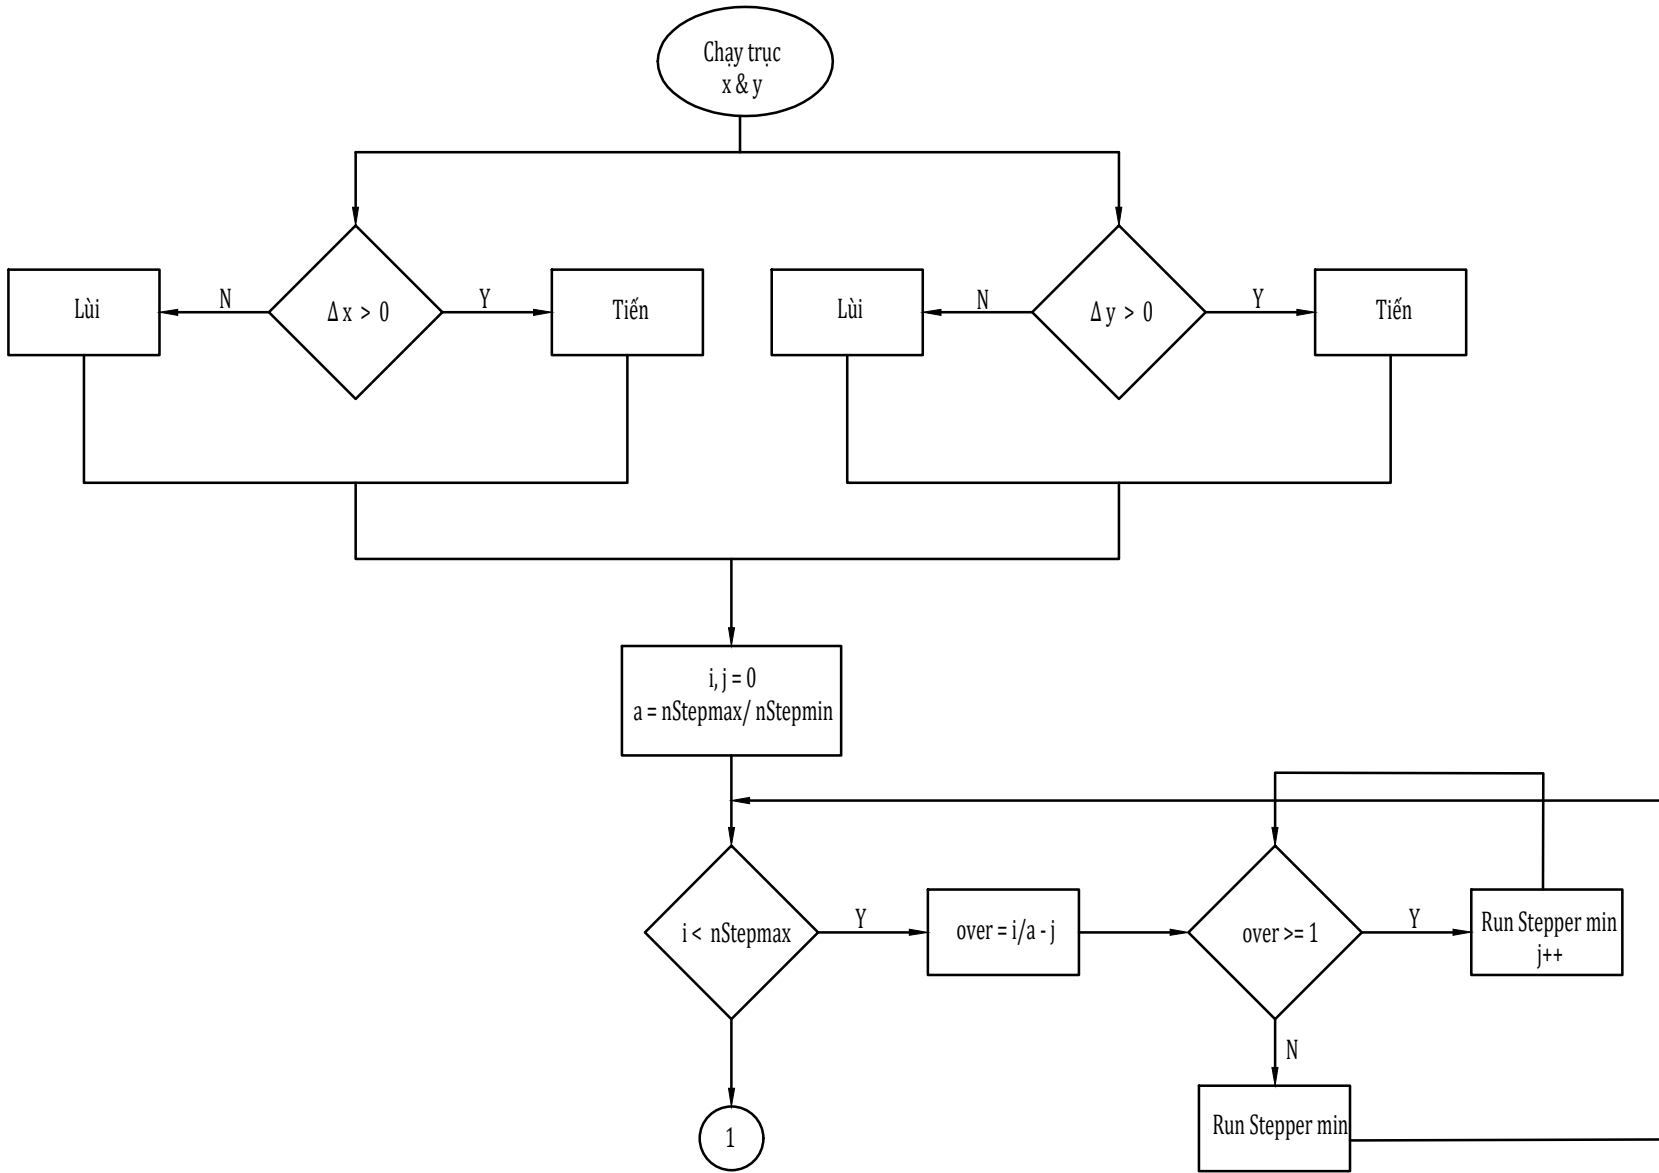 Chạy trục
x & y
Lùi
N
Δ x > 0
Y
Tiến
Lùi
N
Δ y > 0
Y
Tiến
i, j = 0
a = nStepmax/ nStepmin
i < nStepmax
Y
over = i/a - j
over >= 1
Y
Run Stepper min
j++
N
Run Stepper min
1